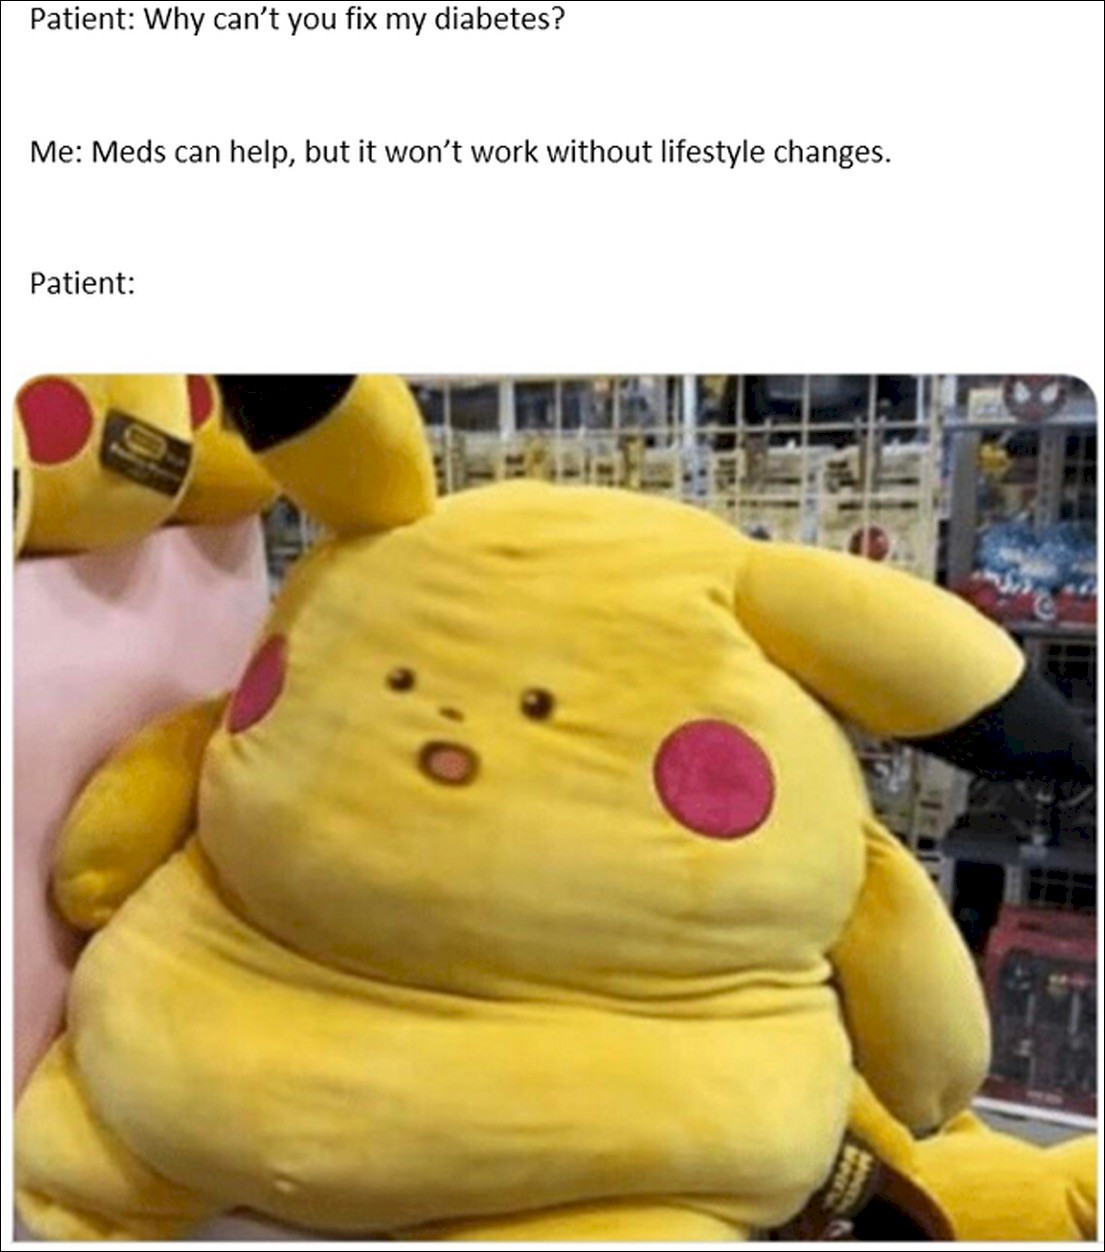 Patient: Why can’t you fix my diabetes?
Me: Meds can help, but it won’t work without lifestyle changes.
Patient: